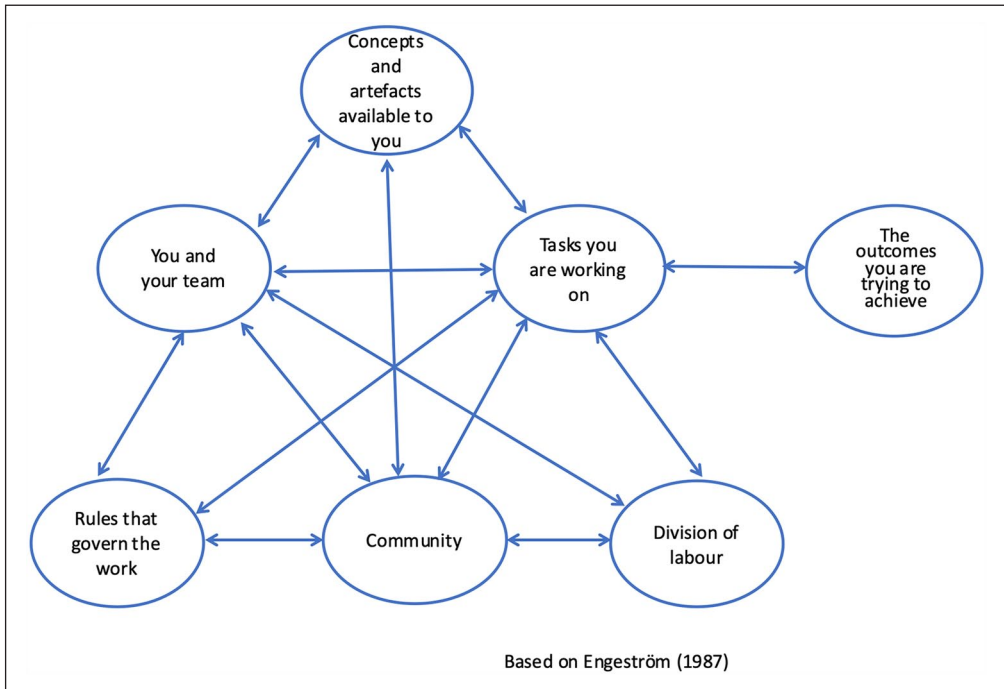 Concepts
and
artefacts
available to
you
You and
your team
Tasks you
are working
on
The
outcomes
you are
trying to
achieve
Rules that
govern the
work
Community
Division of
labour
Based on Engeström (1987)